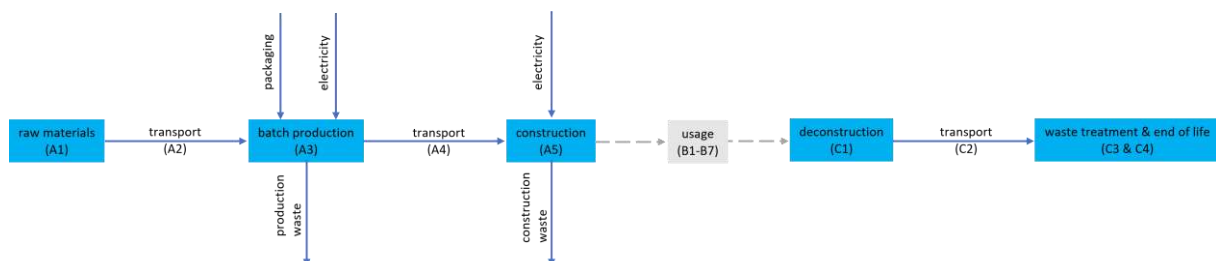 packaging
electricity
electricity
raw materials
(A1)
transport
(A2)
batch production
(A3)
transport
(A4)
construction
(A5)
usage
(B1-B7)
deconstruction
(C1)
transport
(C2)
waste treatment & end of life
(C3 & C4)
production
waste
construction
waste